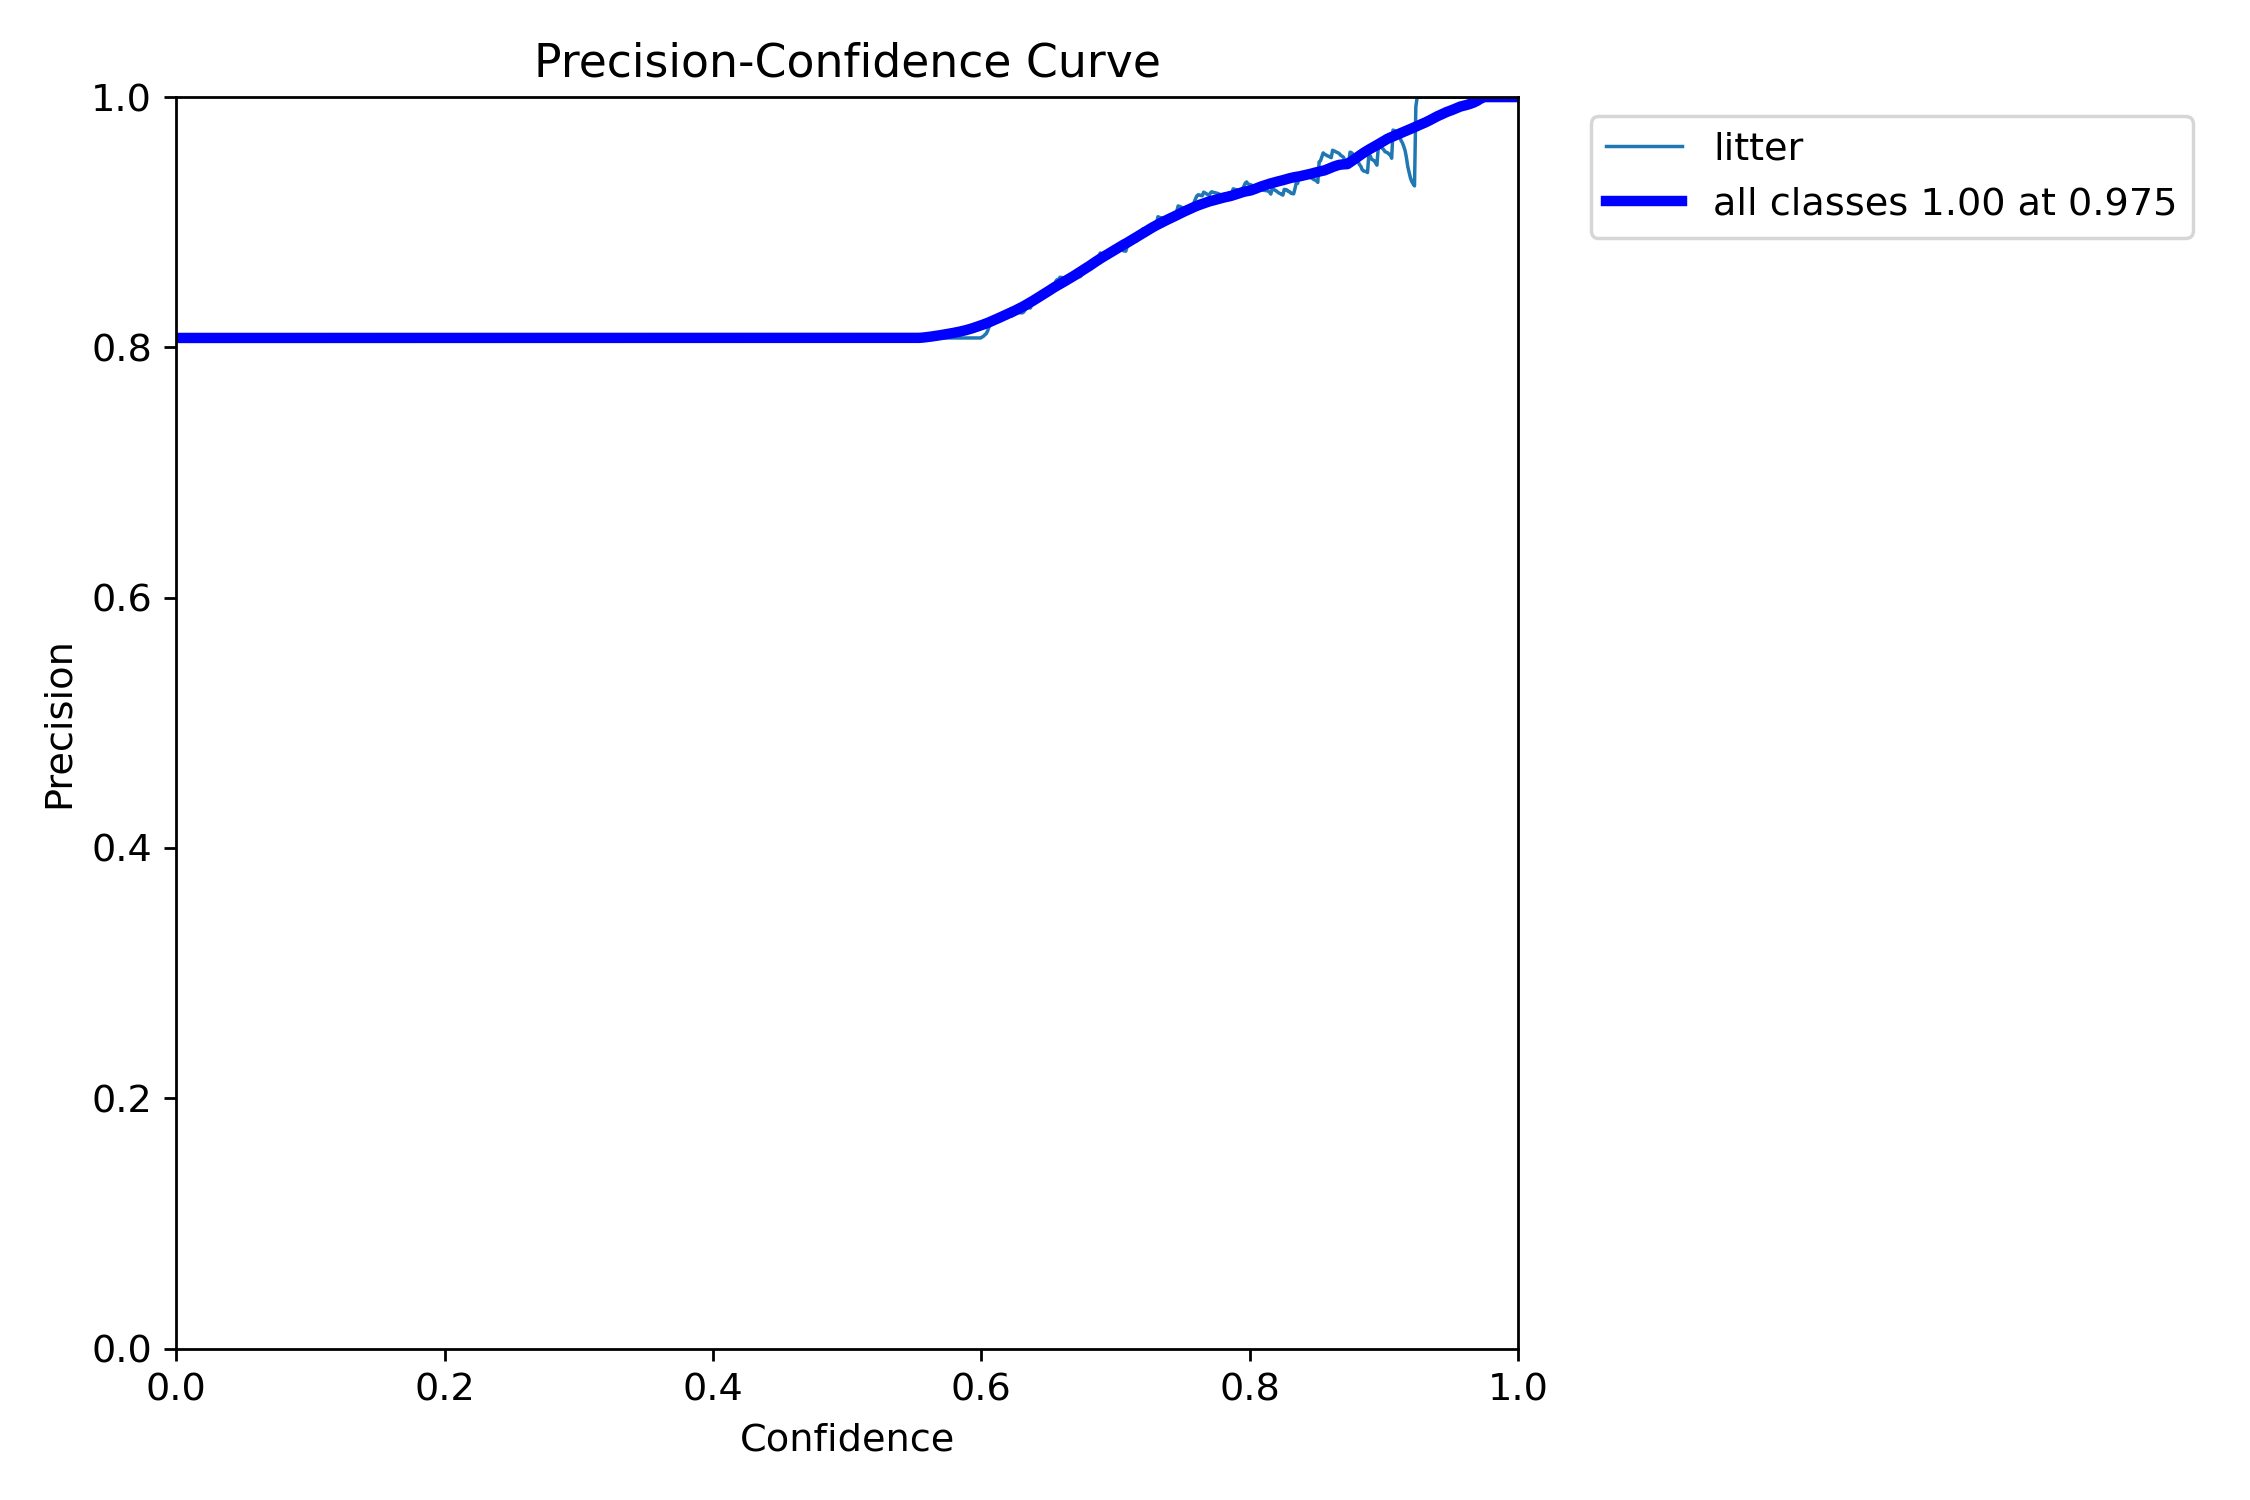 Precision-Confidence Curve
1.0
0.8
0.6
0.4
0.2
0.0
Precision
0.0 0.2 0.4 0.6 0.8 1.0
Confidence
litter
all classes 1.00 at 0.975